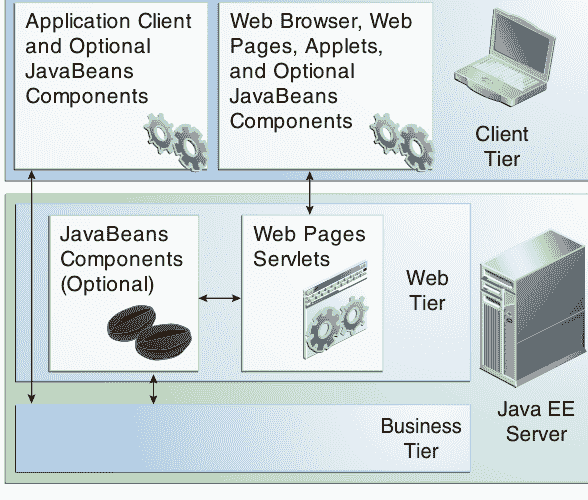 Application Client
and Optional
JavaBeans
Components
Web Browser, Web
Pages, Applets,
and Optional
JavaBeans
Components
Client
Tier
JavaBeans
Components
(Optional)
Web Pages
Servlets
Web
Tier
Java EE
Server
Business
Tier